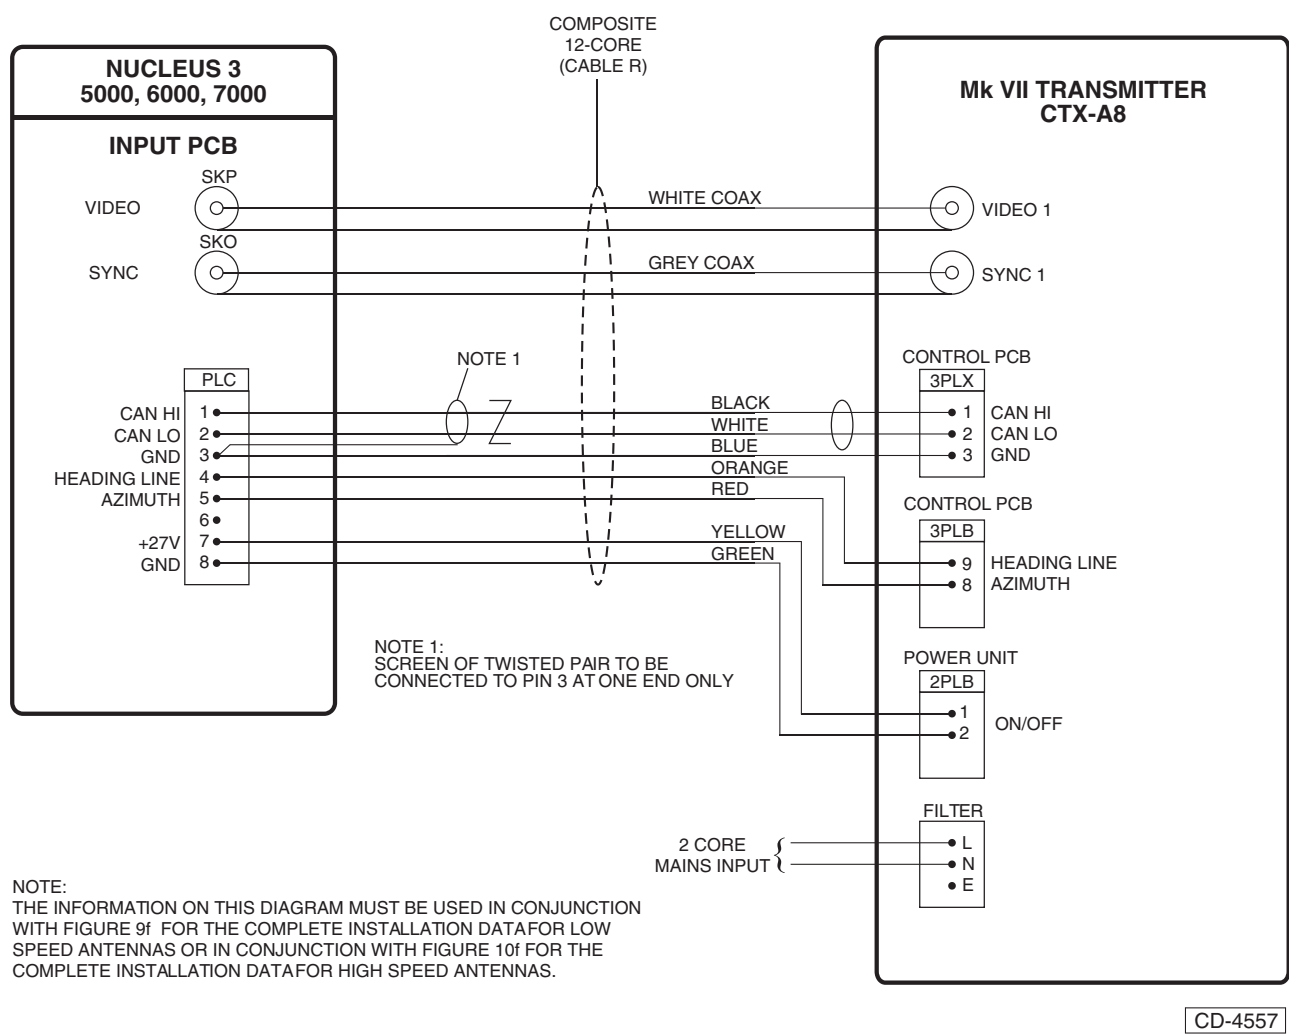 COMPOSITE
12-CORE
(CABLE R)
NUCLEUS 3
5000, 6000, 7000
INPUT PCB
Mk VII TRANSMITTER
CTX-A8
SKP
VIDEO
WHITE COAX
VIDEO 1
SKO
SYNC
GREY COAX
SYNC 1
NOTE 1
CONTROL PCB
PLC
3PLX
CAN HI 1
BLACK
1 CAN HI
CAN LO 2
WHITE
2 CAN LO
GND 3
BLUE
3 GND
HEADING LINE 4
ORANGE
AZIMUTH 5
RED
CONTROL PCB
6
3PLB
+27V 7
YELLOW
GND 8
GREEN
9 HEADING LINE
8 AZIMUTH
NOTE 1:
SCREEN OF TWISTED PAIR TO BE
CONNECTED TO PIN 3 AT ONE END ONLY
POWER UNIT
2PLB
1
2
ON/OFF
FILTER
2 CORE
MAINS INPUT
L
N
E
NOTE:
THE INFORMATION ON THIS DIAGRAM MUST BE USED IN CONJUNCTION
WITH FIGURE 9f FOR THE COMPLETE INSTALLATION DATAFOR LOW
SPEED ANTENNAS OR IN CONJUNCTION WITH FIGURE 10f FOR THE
COMPLETE INSTALLATION DATAFOR HIGH SPEED ANTENNAS.
CD-4557